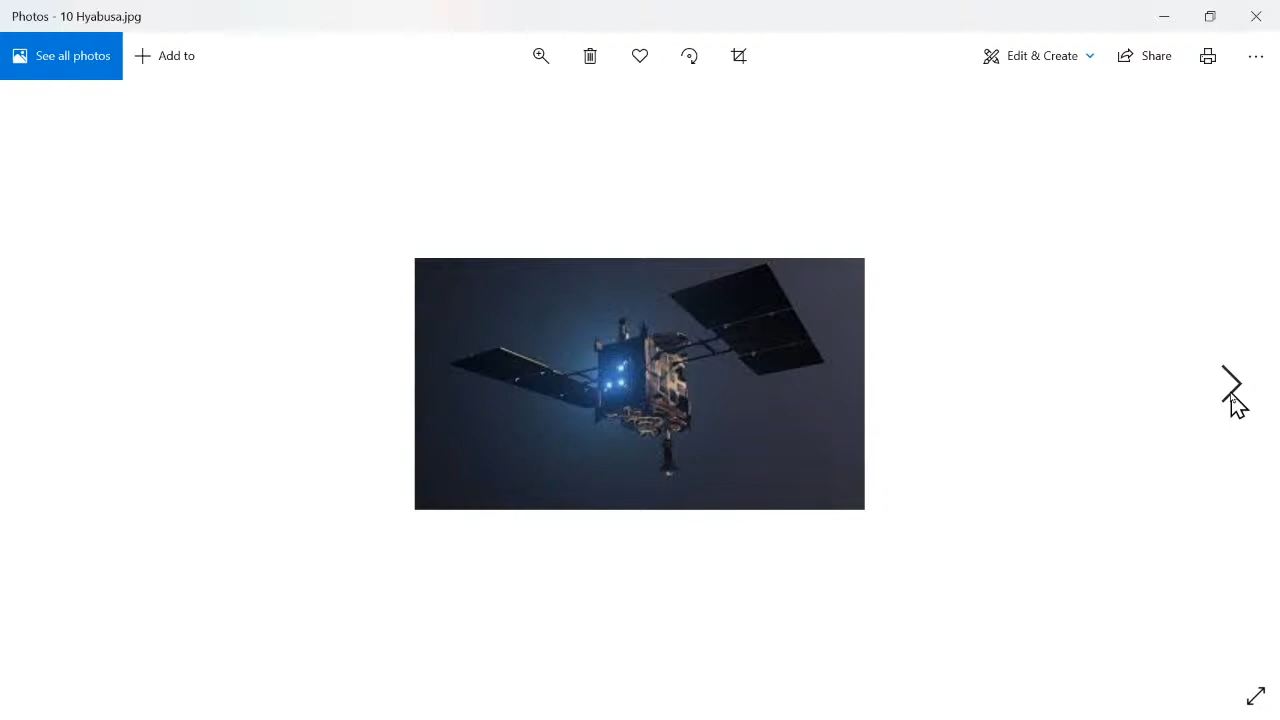 Photos - 10 Hyabusa.jpg
See all photos
Add to
Edit & Create
Share